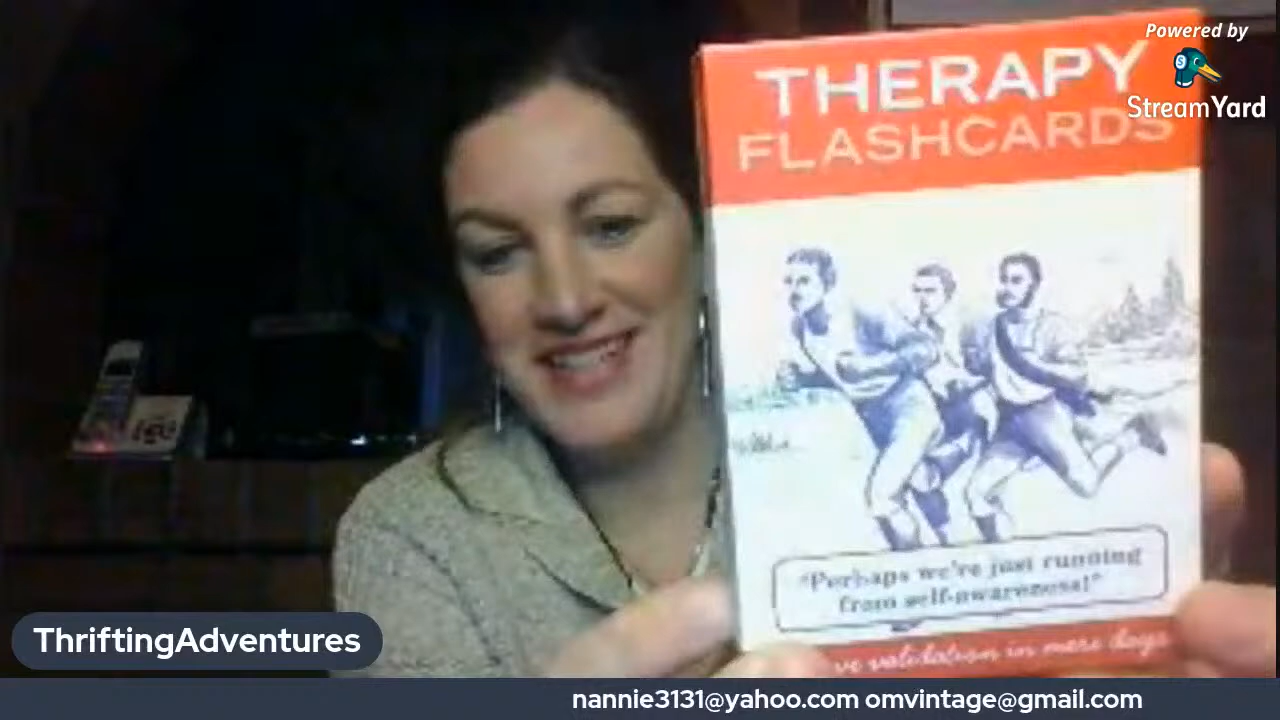 Powered by
StreamYard
THERAPY
FLASHCARDS
"Perhaps we're just running
from self-awareness!"
validation in mere days
ThriftingAdventures
nannie3131@yahoo.com omvintage@gmail.com